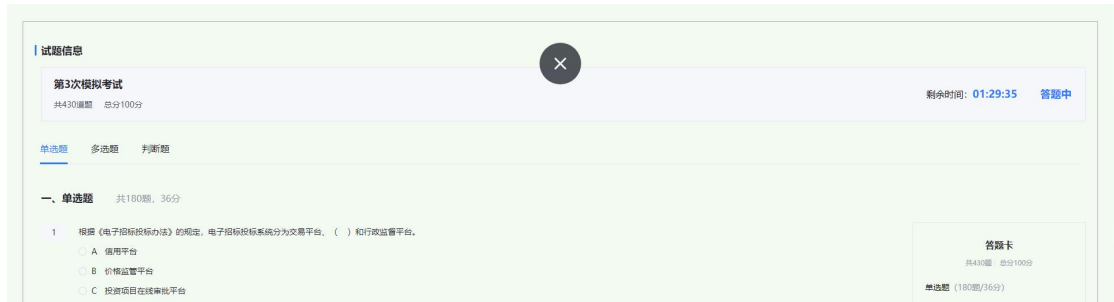 试题信息
第3次模拟考试
共430道题 总分100分
剩余时间：01:29:35 答题中
单选题 多选题 判断题
一、单选题 共180题，36分
1 根据《电子招标投标办法》的规定，电子招标投标系统分为交易平台、（ ）和行政监督平台。
A 信用平台
B 价格监管平台
C 投资项目在线审批平台
答题卡
共430题 总分100分
单选题（180题/36分）